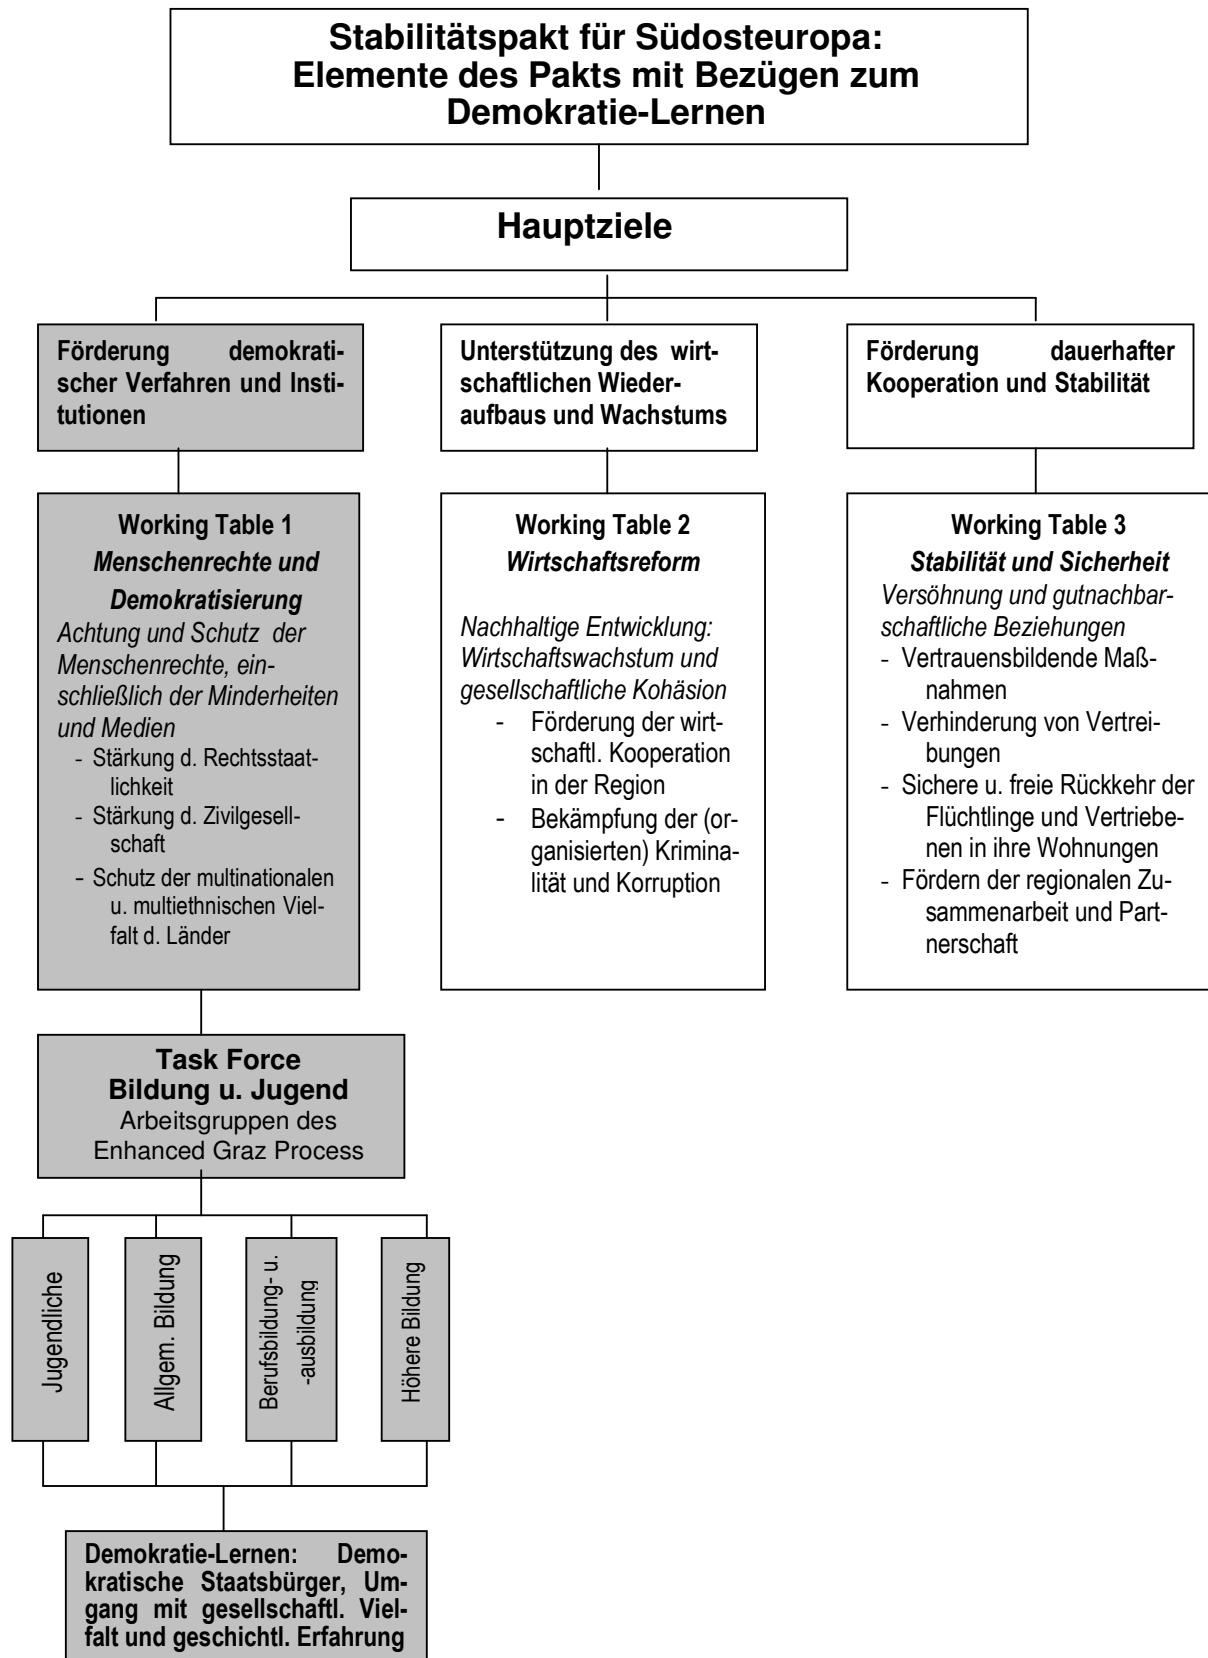 Stabilitätspakt für Südosteuropa:
Elemente des Pakts mit Bezügen zum
Demokratie-Lernen
Hauptziele
Förderung demokrati-
scher Verfahren und Insti-
tutionen
Unterstützung des wirt-
schaftlichen Wieder-
aufbaus und Wachstums
Förderung dauerhafter
Kooperation und Stabilität
Working Table 1
Menschenrechte und
Demokratisierung
Achtung und Schutz der
Menschenrechte, ein-
schließlich der Minderheiten
und Medien
- Stärkung d. Rechtsstaat-
lichkeit
- Stärkung d. Zivilgesell-
schaft
- Schutz der multinationalen
u. multiethnischen Viel-
falt d. Länder
Working Table 2
Wirtschaftsreform
Nachhaltige Entwicklung:
Wirtschaftswachstum und
gesellschaftliche Kohäsion
- Förderung der wirt-
schaftl. Kooperation
in der Region
- Bekämpfung der (or-
ganisierten) Krimina-
lität und Korruption
Working Table 3
Stabilität und Sicherheit
Versöhnung und gutnachbar-
schaftliche Beziehungen
- Vertrauensbildende Maß-
nahmen
- Verhinderung von Vertrei-
bungen
- Sichere u. freie Rückkehr der
Flüchtlinge und Vertriebe-
nen in ihre Wohnungen
- Fördern der regionalen Zu-
sammenarbeit und Part-
nerschaft
Task Force
Bildung u. Jugend
Arbeitsgruppen des
Enhanced Graz Process
Jugendliche
Allgem. Bildung
Berufsbildung- u.
-ausbildung
Höhere Bildung
Demokratie-Lernen: Demo-
kratische Staatsbürger, Um-
gang mit gesellschaftl. Viel-
falt und geschichtl. Erfahrung